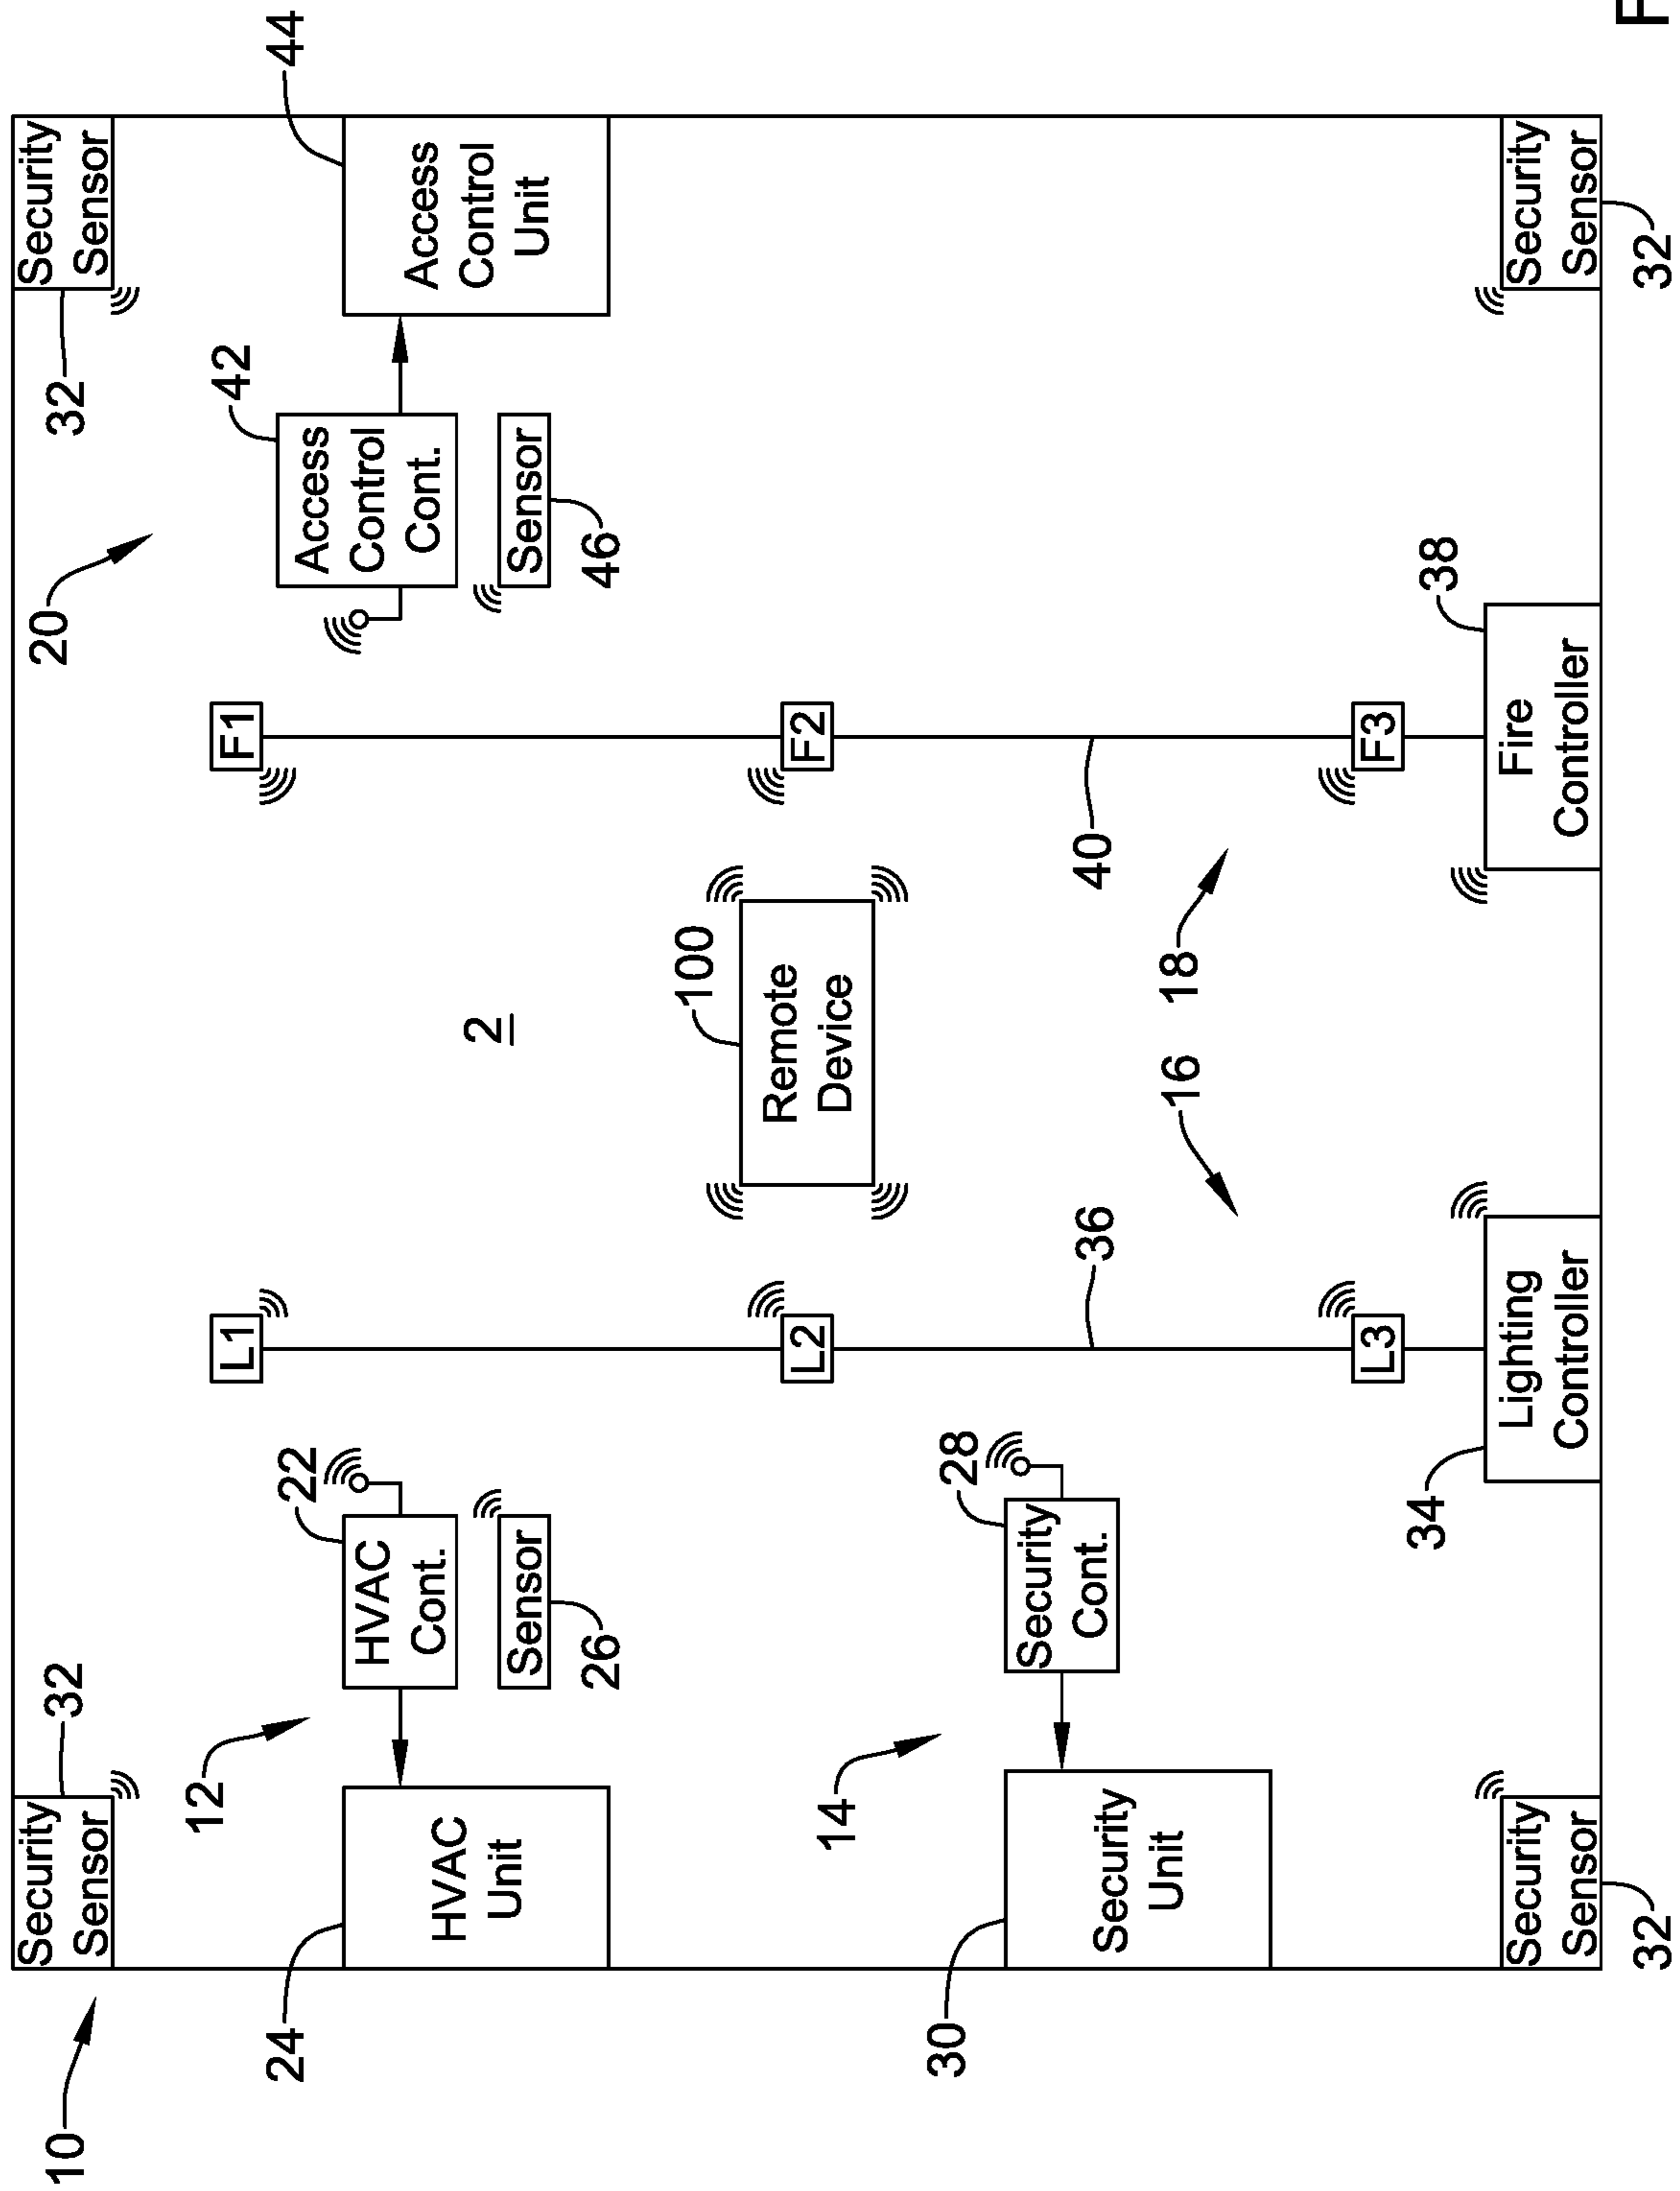 10
Security
Sensor
32
20
32
Security
Sensor
12
24
HVAC
Unit
HVAC
Cont.
22
Sensor
26
L1
2
F1
42
Access
Control
Cont.
Sensor
46
44
Access
Control
Unit
100
Remote
Device
L2
F2
14
30
Security
Unit
Security
Cont.
28
36
16
18
40
L3
F3
Security
Sensor
32
34
Lighting
Controller
Fire
Controller
38
Security
Sensor
32